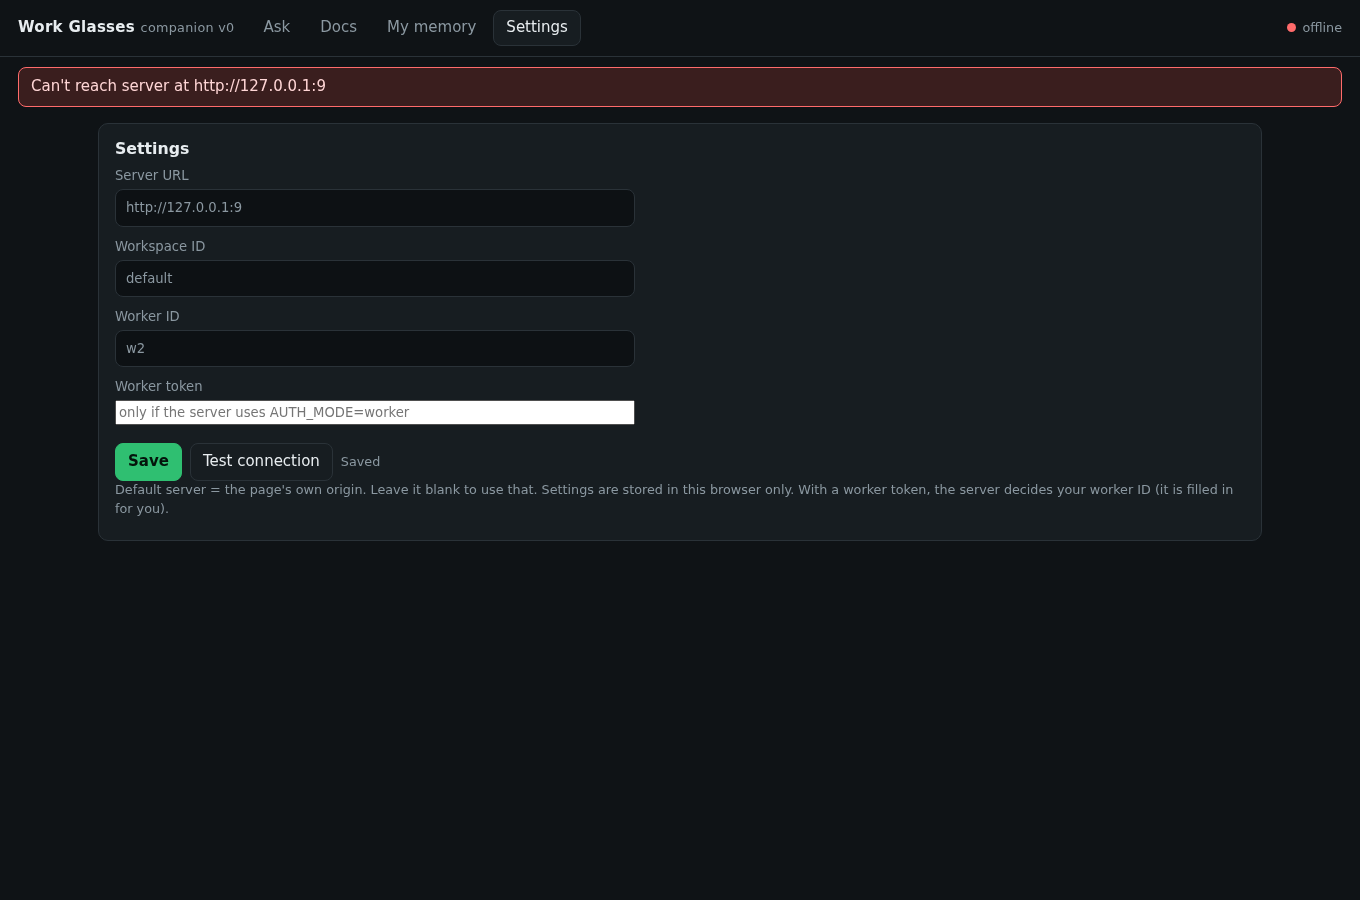 Work Glasses companion v0 Ask Docs My memory Settings offline
Can't reach server at http://127.0.0.1:9
Settings
Server URL
http://127.0.0.1:9
Workspace ID
default
Worker ID
w2
Worker token
only if the server uses AUTH_MODE=worker
Save Test connection Saved
Default server = the page's own origin. Leave it blank to use that. Settings are stored in this browser only. With a worker token, the server decides your worker ID (it is filled in
for you).